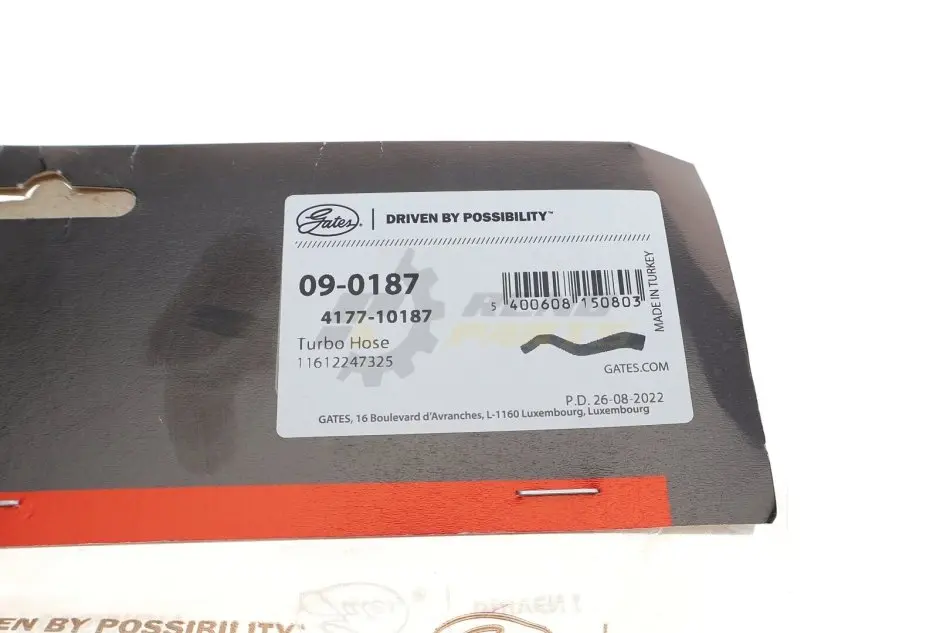 Gates | DRIVEN BY POSSIBILITY™
09-0187
4177-10187
Turbo Hose
11612247325
5 400608 150803
MADE IN TURKEY
GATES.COM
P.D. 26-08-2022
GATES, 16 Boulevard d'Avranches, L-1160 Luxembourg, Luxembourg
VEN BY POSSIBILITY